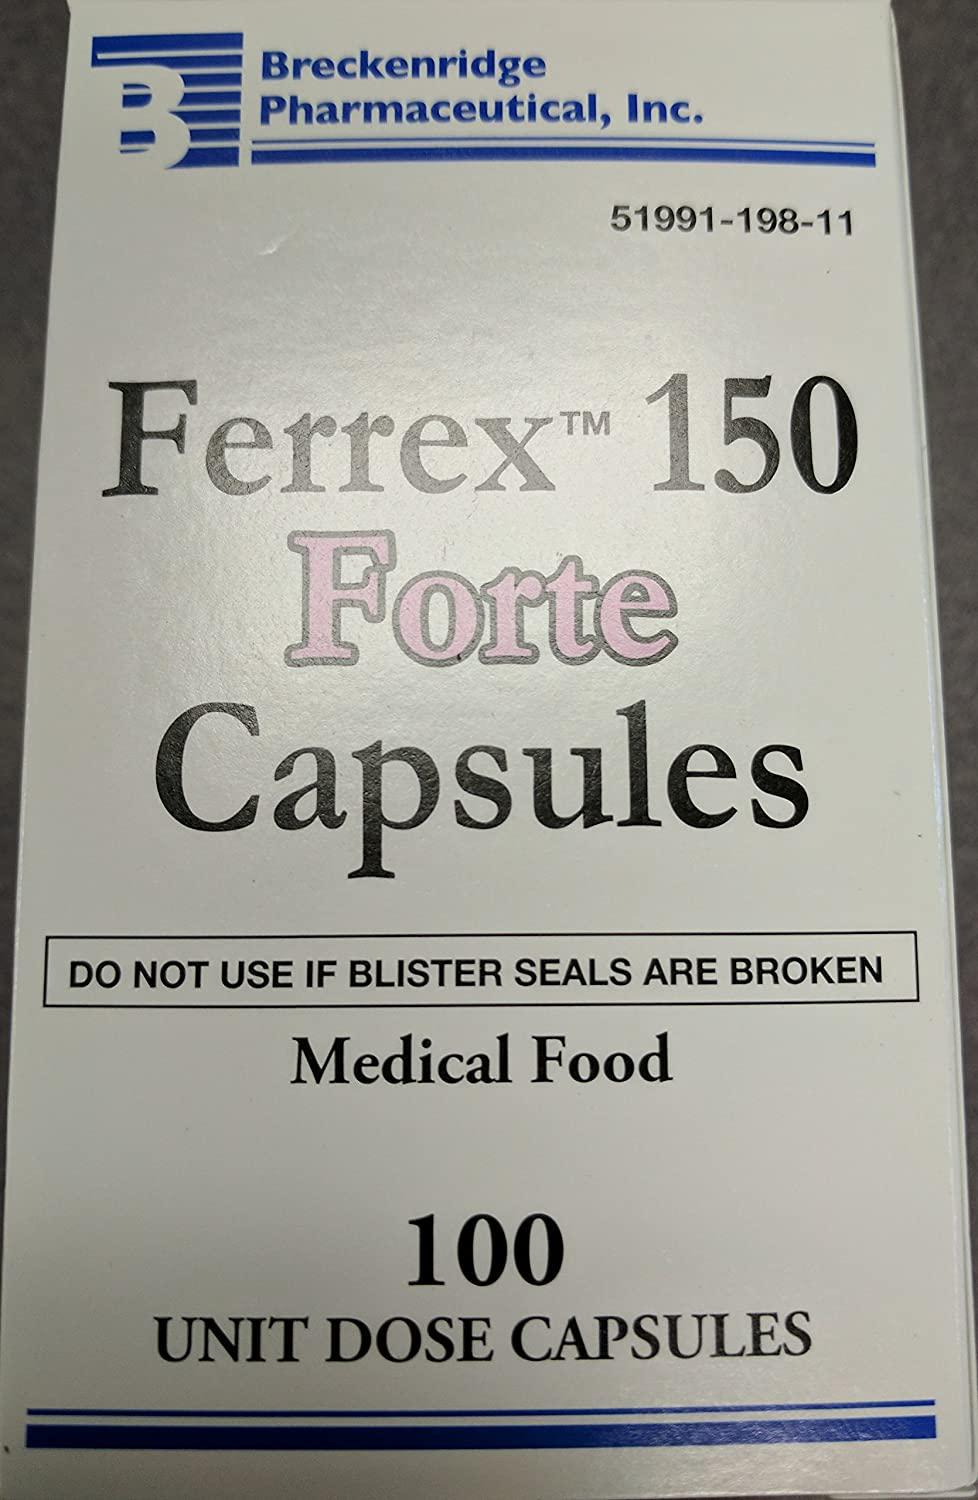 B
Breckenridge
Pharmaceutical, Inc.
51991-198-11
Ferrex™ 150
Forte
Capsules
DO NOT USE IF BLISTER SEALS ARE BROKEN
Medical Food
100
UNIT DOSE CAPSULES